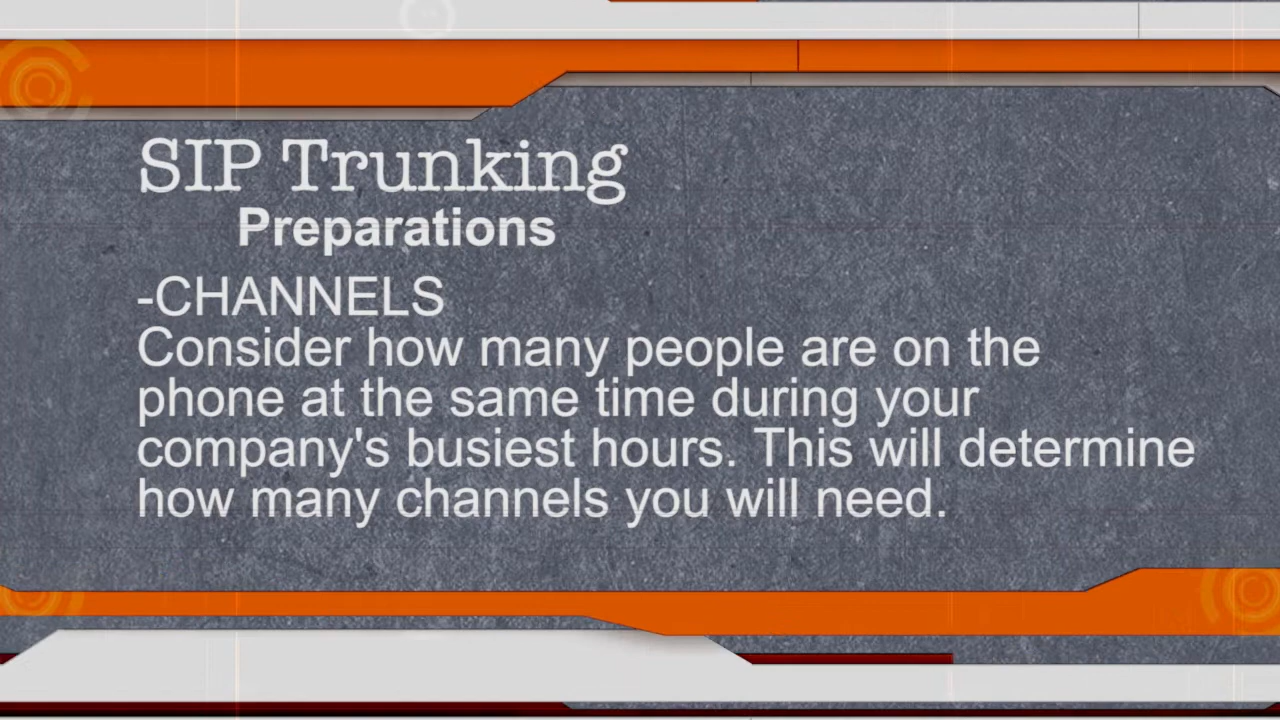 SIP Trunking
Preparations
-CHANNELS
Consider how many people are on the
phone at the same time during your
company's busiest hours. This will determine
how many channels you will need.